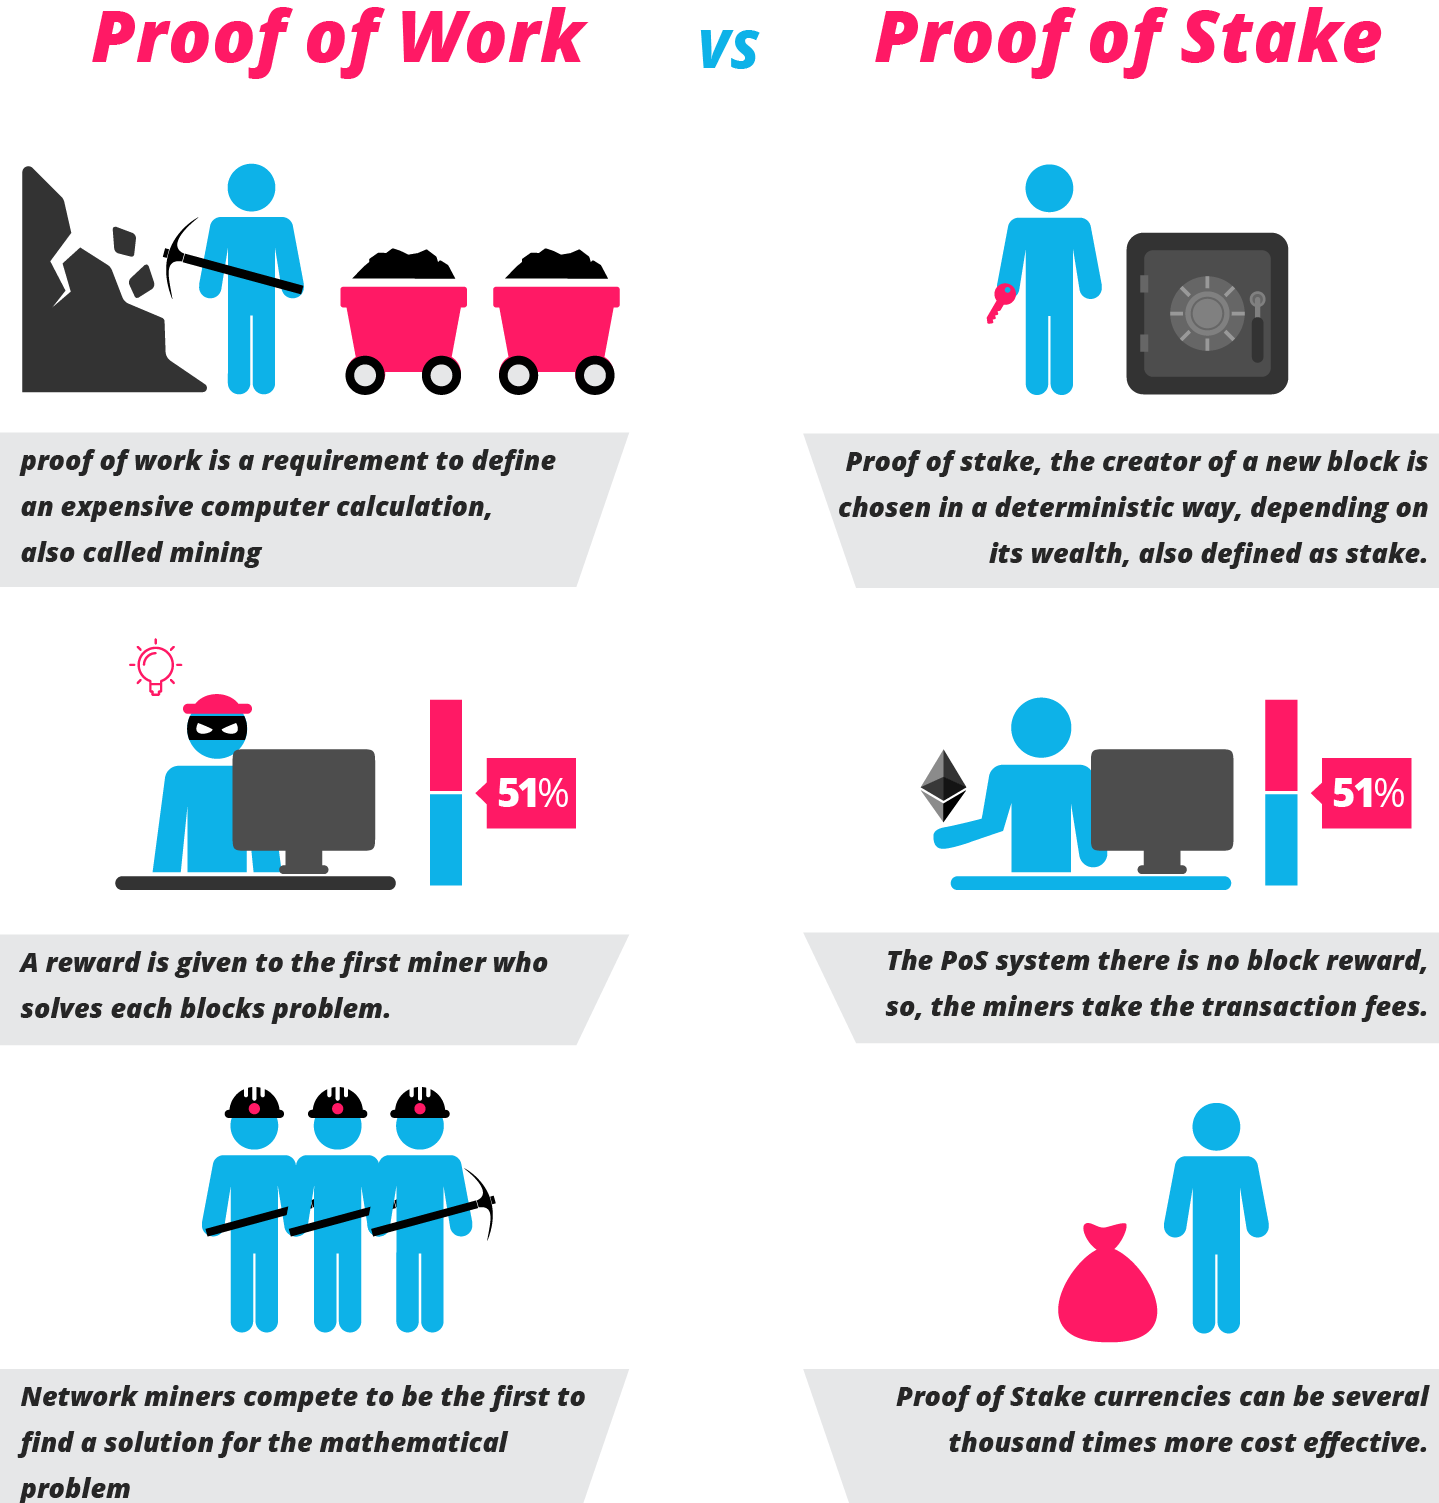 Proof of Work
vs
Proof of Stake
proof of work is a requirement to define
an expensive computer calculation,
also called mining
Proof of stake, the creator of a new block is
chosen in a deterministic way, depending on
its wealth, also defined as stake.
51%
51%
A reward is given to the first miner who
solves each blocks problem.
The PoS system there is no block reward,
so, the miners take the transaction fees.
Network miners compete to be the first to
find a solution for the mathematical
problem
Proof of Stake currencies can be several
thousand times more cost effective.